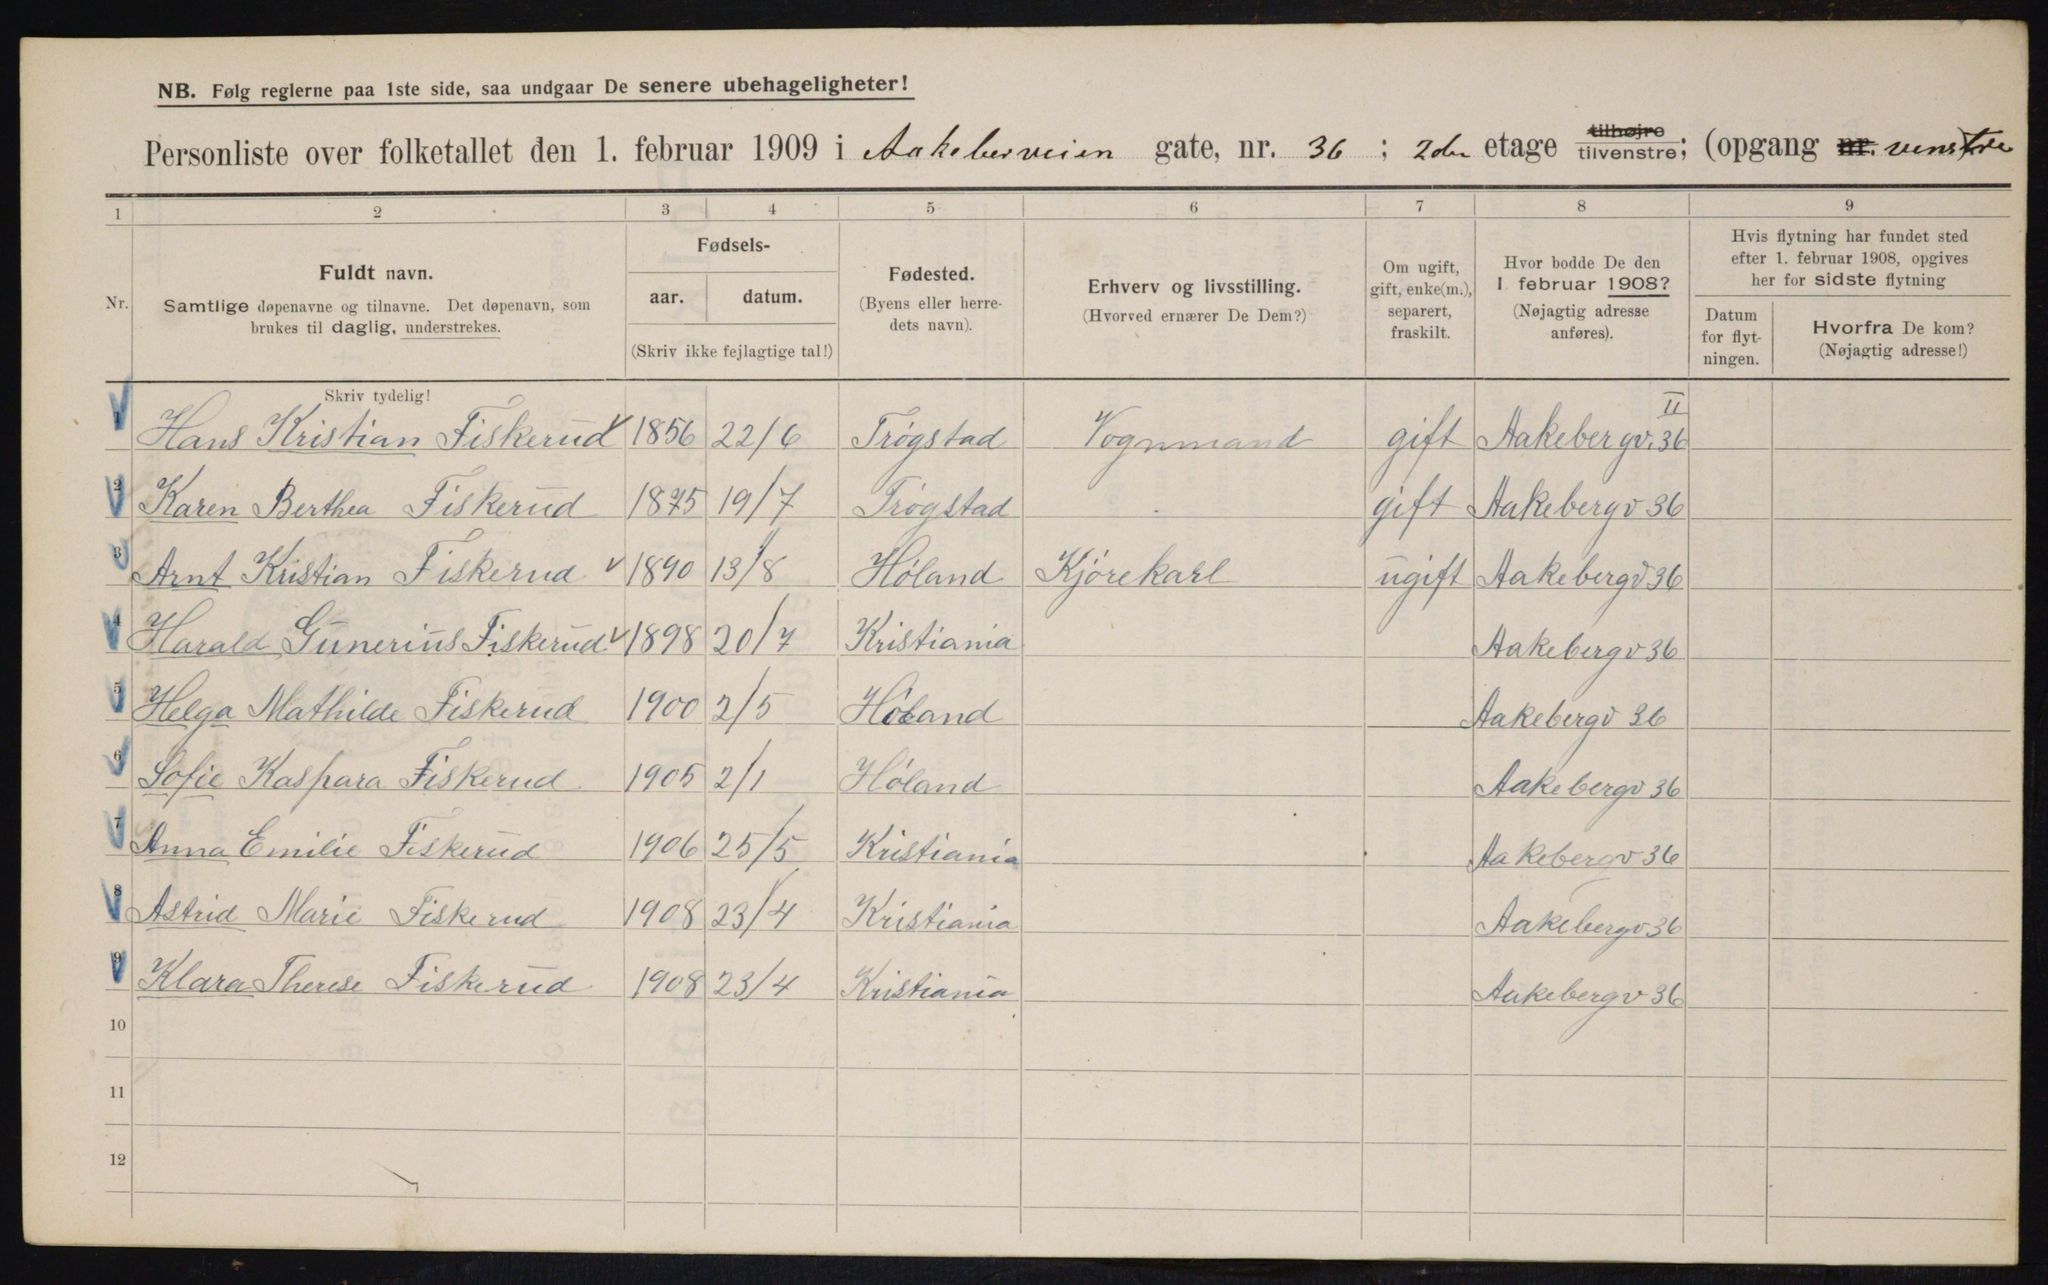 NB. Følg reglerne paa 1ste side, saa undgaar De senere ubehageligheter!
Personliste over folketallet den 1. februar 1909 i Aakeberveien gate, nr. 36 ; 2den etage tilhøjre tilvenstre; (opgang nr. venstre
1 2 3 4 5 6 7 8 9
Nr.
Fuldt navn.
Samtlige døpenavne og tilnavne. Det døpenavn, som
brukes til daglig, understrekes.
Skriv tydelig!
Fødsels-
aar. datum.
(Skriv ikke fejlagtige tal!)
Fødested.
(Byens eller herre-
dets navn).
Erhverv og livsstilling.
(Hvorved ernærer De Dem?)
Om ugift,
gift, enke(m.),
separert,
fraskilt.
Hvor bodde De den
1. februar 1908?
(Nøjagtig adresse
anføres).
Hvis flytning har fundet sted
efter 1. februar 1908, opgives
her for sidste flytning
Datum
for flyt-
ningen.
Hvorfra De kom?
(Nøjagtig adresse!)
II
1 Hans Kristian Fiskerud 1856 22/6 Trøgstad Vognmand gift Aakebergv. 36
2 Karen Berthea Fiskerud 1875 19/7 Trøgstad gift Aakebergv 36
3 Arnt Kristian Fiskerud 1890 13/8 Høland Kjørekarl ugift Aakebergv 36
4 Harald Gunerius Fiskerud 1898 20/7 Kristiania Aakebergv 36
5 Helga Mathilde Fiskerud 1900 2/5 Høland Aakebergv 36
6 Sofie Kaspara Fiskerud 1905 2/1 Høland Aakebergv 36
7 Anna Emilie Fiskerud 1906 25/5 Kristiania Aakebergv 36
8 Astrid Marie Fiskerud 1908 23/4 Kristiania Aakebergv 36
9 Klara Therese Fiskerud 1908 23/4 Kristiania Aakebergv 36
10
11
12